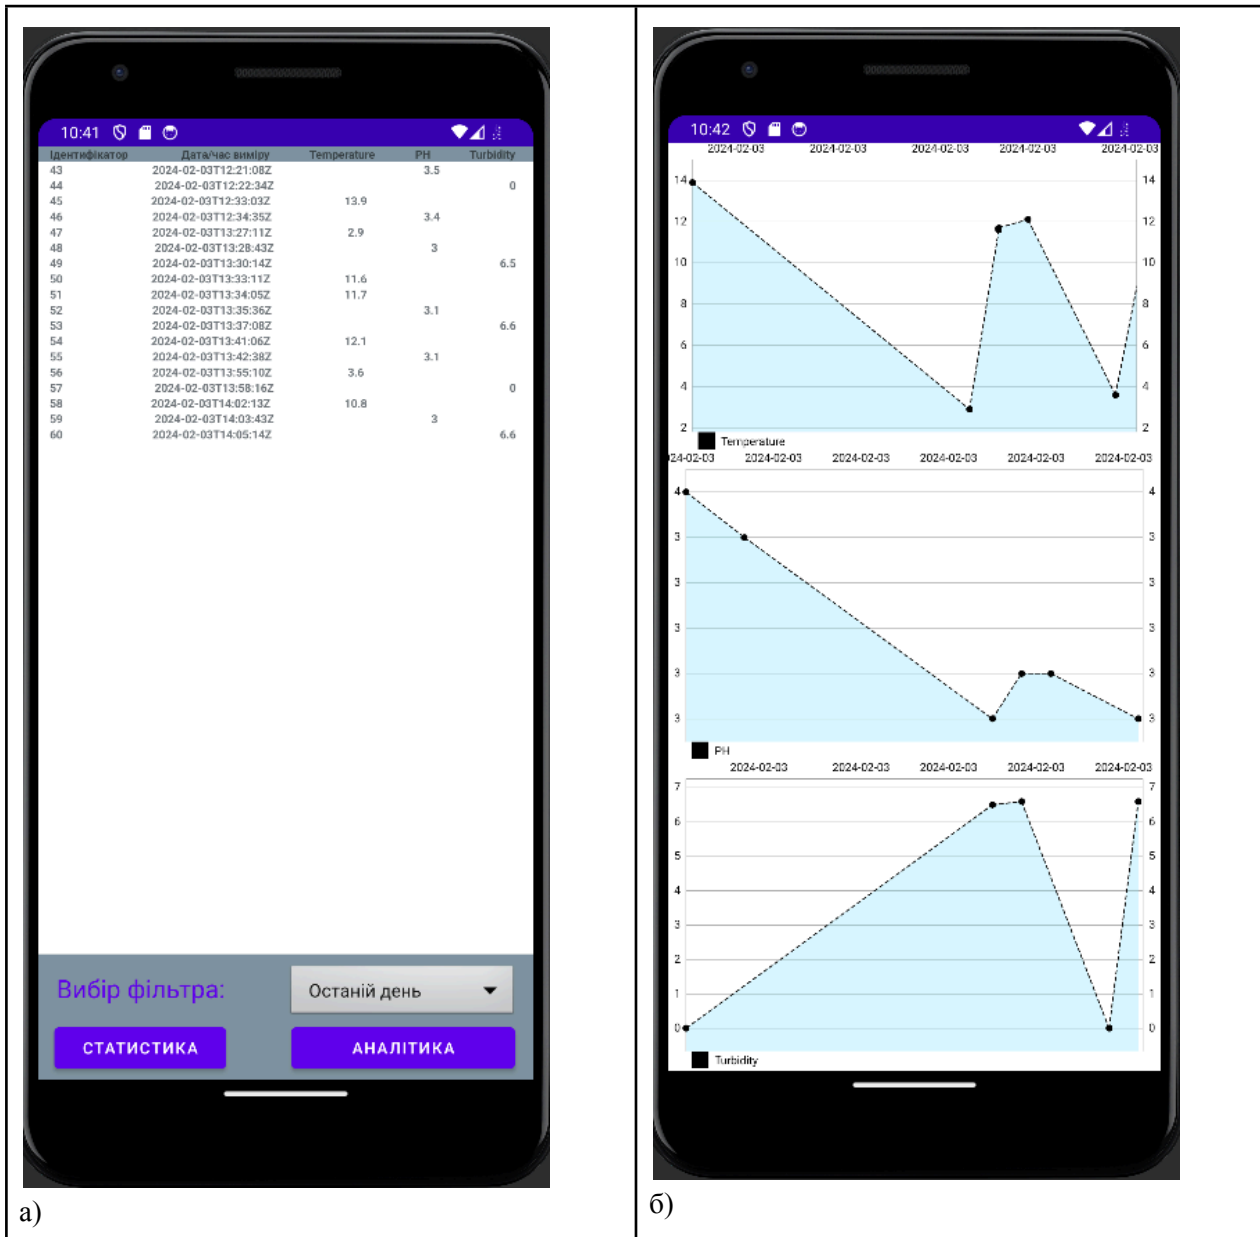 10:41
Ідентифікатор Дата/час виміру Temperature PH Turbidity
43 2024-02-03T12:21:08Z 3.5
44 2024-02-03T12:22:34Z 0
45 2024-02-03T12:33:03Z 13.9
46 2024-02-03T12:34:35Z 3.4
47 2024-02-03T13:27:11Z 2.9
48 2024-02-03T13:28:43Z 3
49 2024-02-03T13:30:14Z 6.5
50 2024-02-03T13:33:11Z 11.6
51 2024-02-03T13:34:05Z 11.7
52 2024-02-03T13:35:36Z 3.1
53 2024-02-03T13:37:08Z 6.6
54 2024-02-03T13:41:06Z 12.1
55 2024-02-03T13:42:38Z 3.1
56 2024-02-03T13:55:10Z 3.6
57 2024-02-03T13:58:16Z 0
58 2024-02-03T14:02:13Z 10.8
59 2024-02-03T14:03:43Z 3
60 2024-02-03T14:05:14Z 6.6
Вибір фільтра: Останій день
СТАТИСТИКА АНАЛІТИКА
а)
10:42
2024-02-03 2024-02-03 2024-02-03 2024-02-03 2024-02-03
14 14
12 12
10 10
8 8
6 6
4 4
2 2
Temperature
24-02-03 2024-02-03 2024-02-03 2024-02-03 2024-02-03 2024-02-03
4 4
3 3
3 3
3 3
3 3
3 3
PH
2024-02-03 2024-02-03 2024-02-03 2024-02-03 2024-02-03
7 7
6 6
5 5
4 4
3 3
2 2
1 1
0 0
Turbidity
б)